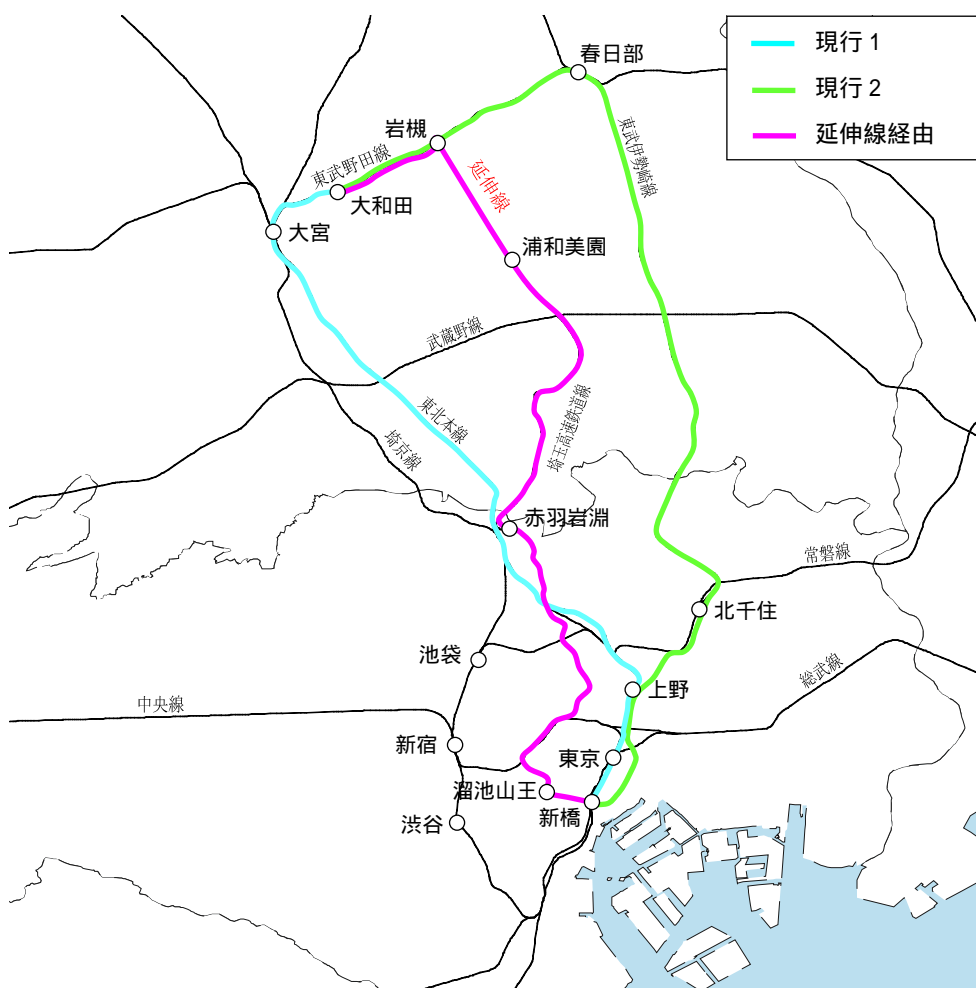 現行1
現行2
延伸線経由
春日部
岩槻
東武伊勢崎線
東武野田線
延伸線
大和田
大宮
浦和美園
武蔵野線
東北本線
埼京線
埼玉高速鉄道線
赤羽岩淵
常磐線
北千住
池袋
総武線
上野
中央線
新宿
東京
溜池山王
新橋
渋谷